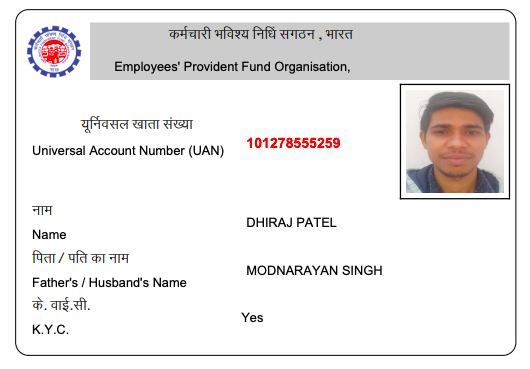 कर्मचारी भविश्य निधिं सगठन , भारत
Employees' Provident Fund Organisation,
यूर्निवसल खाता संख्या
Universal Account Number (UAN)
101278555259
नाम
Name
DHIRAJ PATEL
पिता / पति का नाम
Father's / Husband's Name
MODNARAYAN SINGH
के. वाई.सी.
K.Y.C.
Yes